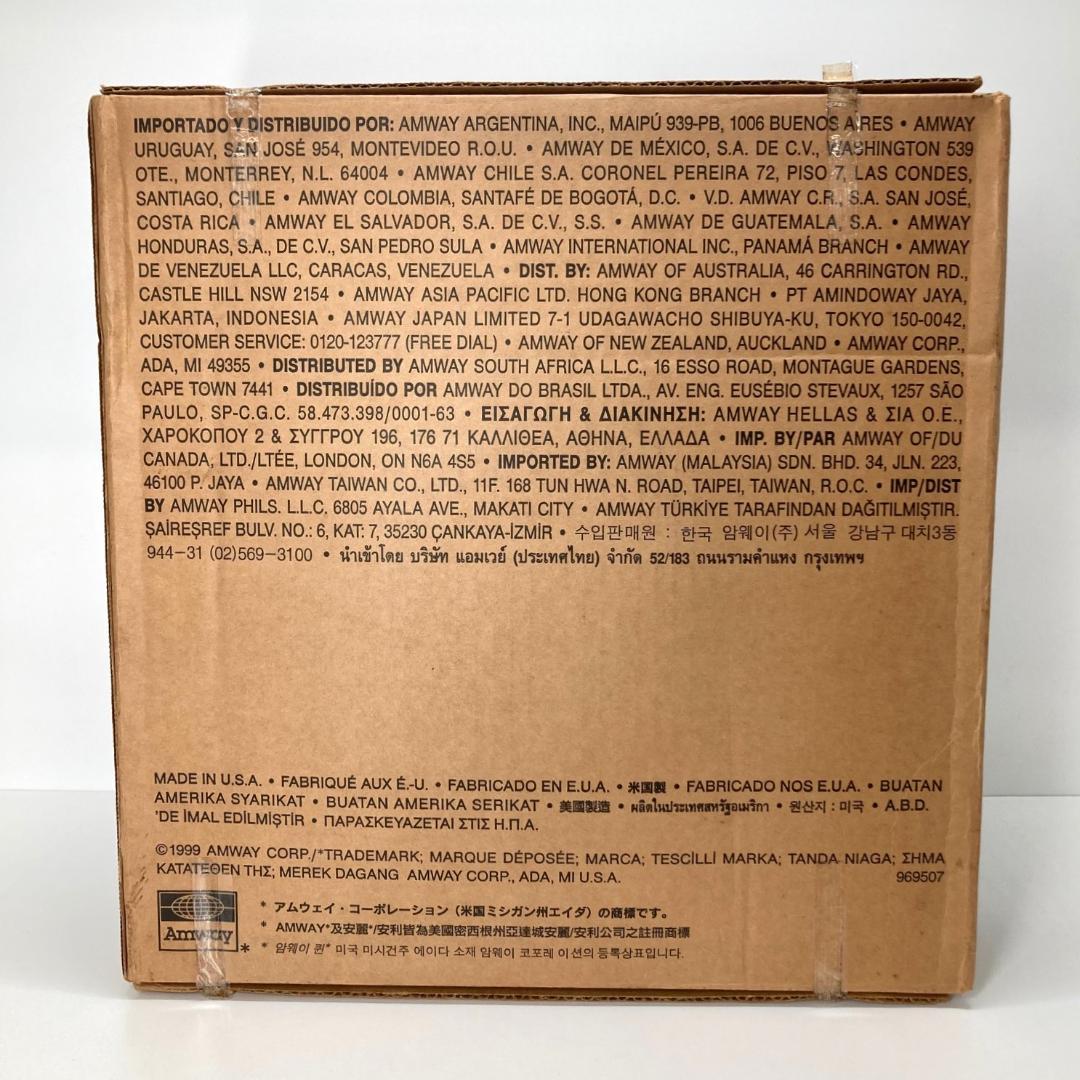 IMPORTADO Y DISTRIBUIDO POR: AMWAY ARGENTINA, INC., MAIPÚ 939-PB, 1006 BUENOS AIRES • AMWAY
URUGUAY, SAN JOSÉ 954, MONTEVIDEO R.O.U. • AMWAY DE MÉXICO, S.A. DE C.V., WASHINGTON 539
OTE., MONTERREY, N.L. 64004 • AMWAY CHILE S.A. CORONEL PEREIRA 72, PISO 7, LAS CONDES,
SANTIAGO, CHILE • AMWAY COLOMBIA, SANTAFÉ DE BOGOTÁ, D.C. • V.D. AMWAY C.R., S.A. SAN JOSÉ,
COSTA RICA • AMWAY EL SALVADOR, S.A. DE C.V., S.S. • AMWAY DE GUATEMALA, S.A. • AMWAY
HONDURAS, S.A., DE C.V., SAN PEDRO SULA • AMWAY INTERNATIONAL INC., PANAMÁ BRANCH • AMWAY
DE VENEZUELA LLC, CARACAS, VENEZUELA • DIST. BY: AMWAY OF AUSTRALIA, 46 CARRINGTON RD.,
CASTLE HILL NSW 2154 • AMWAY ASIA PACIFIC LTD. HONG KONG BRANCH • PT AMINDOWAY JAYA,
JAKARTA, INDONESIA • AMWAY JAPAN LIMITED 7-1 UDAGAWACHO SHIBUYA-KU, TOKYO 150-0042,
CUSTOMER SERVICE: 0120-123777 (FREE DIAL) • AMWAY OF NEW ZEALAND, AUCKLAND • AMWAY CORP.,
ADA, MI 49355 • DISTRIBUTED BY AMWAY SOUTH AFRICA L.L.C., 16 ESSO ROAD, MONTAGUE GARDENS,
CAPE TOWN 7441 • DISTRIBUÍDO POR AMWAY DO BRASIL LTDA., AV. ENG. EUSÉBIO STEVAUX, 1257 SÃO
PAULO, SP-C.G.C. 58.473.398/0001-63 • ΕΙΣΑΓΩΓΗ & ΔΙΑΚΙΝΗΣΗ: AMWAY HELLAS & ΣΙΑ Ο.Ε.,
ΧΑΡΟΚΟΠΟΥ 2 & ΣΥΓΓΡΟΥ 196, 176 71 ΚΑΛΛΙΘΕΑ, ΑΘΗΝΑ, ΕΛΛΑΔΑ • IMP. BY/PAR AMWAY OF/DU
CANADA, LTD./LTÉE, LONDON, ON N6A 4S5 • IMPORTED BY: AMWAY (MALAYSIA) SDN. BHD. 34, JLN. 223,
46100 P. JAYA • AMWAY TAIWAN CO., LTD., 11F. 168 TUN HWA N. ROAD, TAIPEI, TAIWAN, R.O.C. • IMP/DIST
BY AMWAY PHILS. L.L.C. 6805 AYALA AVE., MAKATI CITY • AMWAY TÜRKİYE TARAFINDAN DAĞITILMIŞTIR.
ŞAİREŞREF BULV. NO.: 6, KAT: 7, 35230 ÇANKAYA-İZMİR • 수입판매원 : 한국 암웨이(주) 서울 강남구 대치3동
944-31 (02)569-3100 • นำเข้าโดย บริษัท แอมเวย์ (ประเทศไทย) จำกัด 52/183 ถนนรามคำแหง กรุงเทพฯ
MADE IN U.S.A. • FABRIQUÉ AUX É.-U. • FABRICADO EN E.U.A. • 米国製 • FABRICADO NOS E.U.A. • BUATAN
AMERIKA SYARIKAT • BUATAN AMERIKA SERIKAT • 美國製造 • ผลิตในประเทศสหรัฐอเมริกา • 원산지 : 미국 • A.B.D.
'DE İMAL EDİLMİŞTİR • ΠΑΡΑΣΚΕΥΑΖΕΤΑΙ ΣΤΙΣ Η.Π.Α.
©1999 AMWAY CORP./*TRADEMARK; MARQUE DÉPOSÉE; MARCA; TESCİLLİ MARKA; TANDA NIAGA; ΣΗΜΑ
ΚΑΤΑΤΕΘΕΝ ΤΗΣ; MEREK DAGANG AMWAY CORP., ADA, MI U.S.A. 969507
Amway*
* アムウェイ・コーポレーション（米国ミシガン州エイダ）の商標です。
* AMWAY*及安麗*/安利皆為美國密西根州亞達城安麗/安利公司之註冊商標
* 암웨이 퀸* 미국 미시건주 에이다 소재 암웨이 코포레이션의 등록상표입니다.